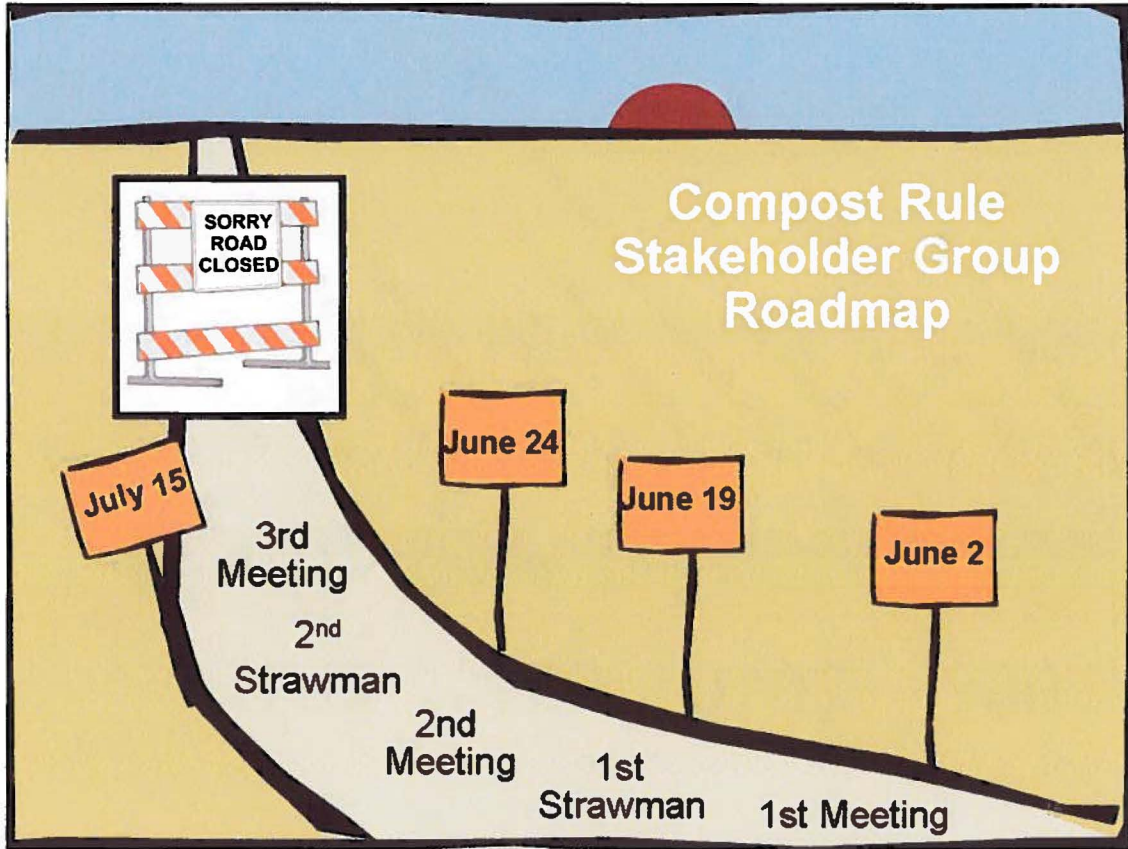 Compost Rule
Stakeholder Group
Roadmap
SORRY
ROAD
CLOSED
July 15
June 24
June 19
June 2
3rd
Meeting
2nd
Strawman
2nd
Meeting
1st
Strawman
1st Meeting